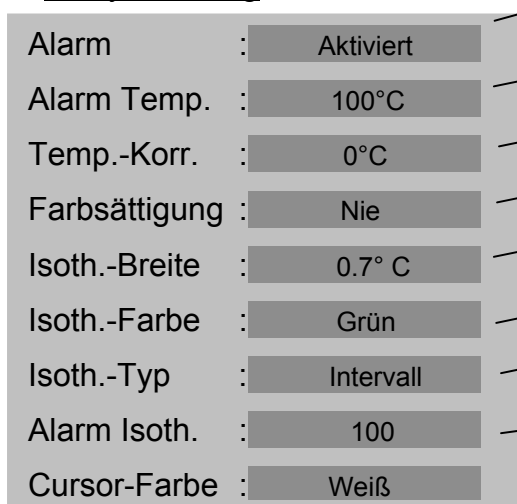 Alarm : Aktiviert
Alarm Temp. : 100°C
Temp.-Korr. : 0°C
Farbsättigung : Nie
Isoth.-Breite : 0.7° C
Isoth.-Farbe : Grün
Isoth.-Typ : Intervall
Alarm Isoth. : 100
Cursor-Farbe : Weiß